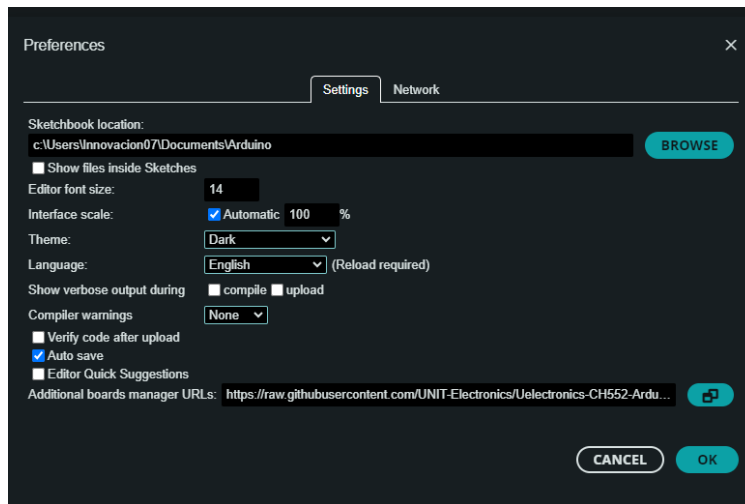 Preferences
Settings Network
Sketchbook location:
c:\Users\Innovacion07\Documents\Arduino BROWSE
Show files inside Sketches
Editor font size: 14
Interface scale: Automatic 100 %
Theme: Dark
Language: English (Reload required)
Show verbose output during compile upload
Compiler warnings None
Verify code after upload
Auto save
Editor Quick Suggestions
Additional boards manager URLs: https://raw.githubusercontent.com/UNIT-Electronics/Uelectronics-CH552-Ardu...
CANCEL OK